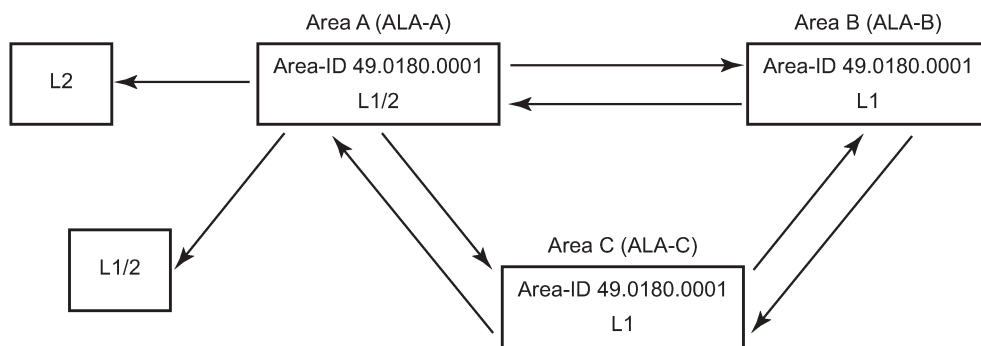 Area A (ALA-A)
Area B (ALA-B)
L2
Area-ID 49.0180.0001
L1/2
Area-ID 49.0180.0001
L1
L1/2
Area C (ALA-C)
Area-ID 49.0180.0001
L1